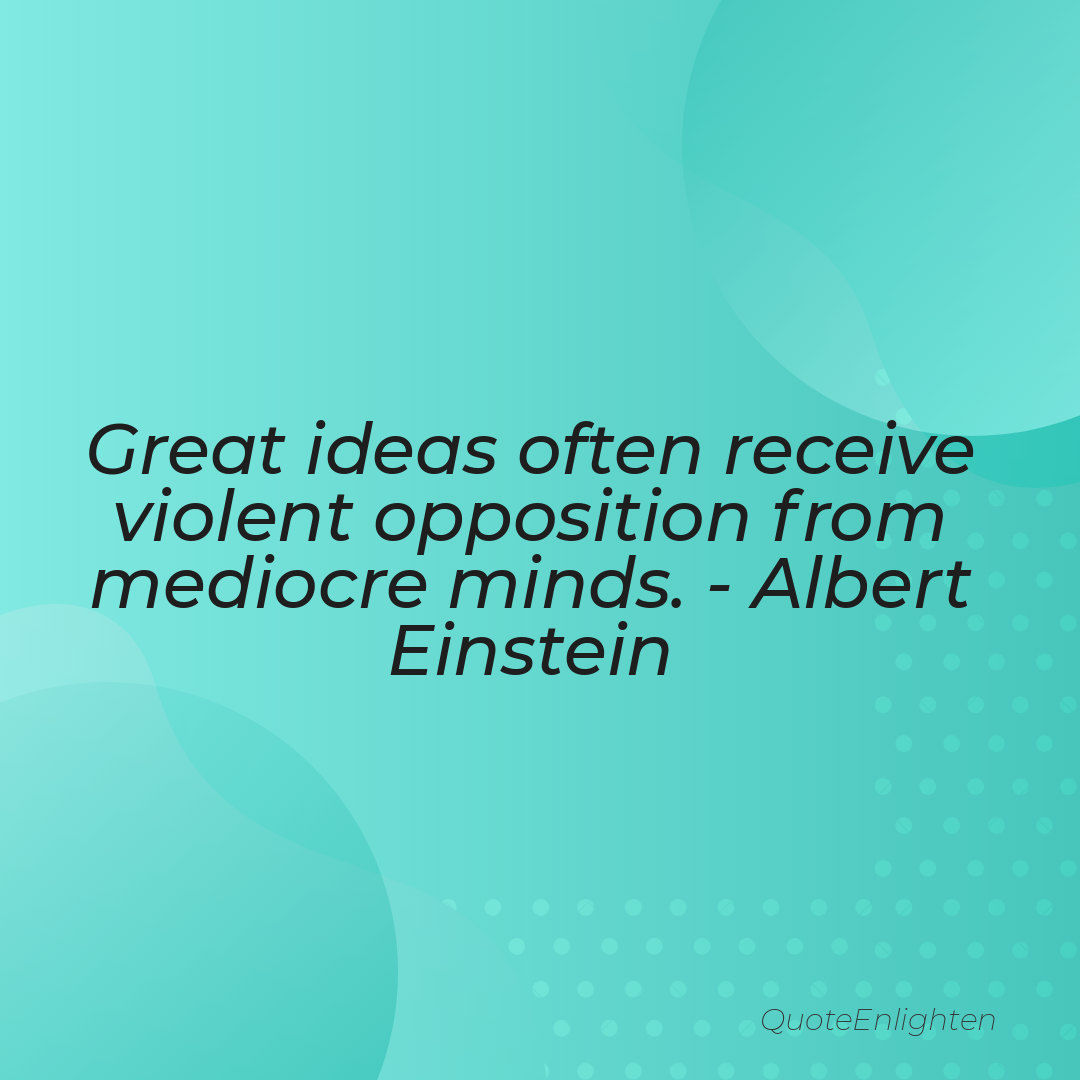 Great ideas often receive
violent opposition from
mediocre minds. - Albert
Einstein
QuoteEnlighten